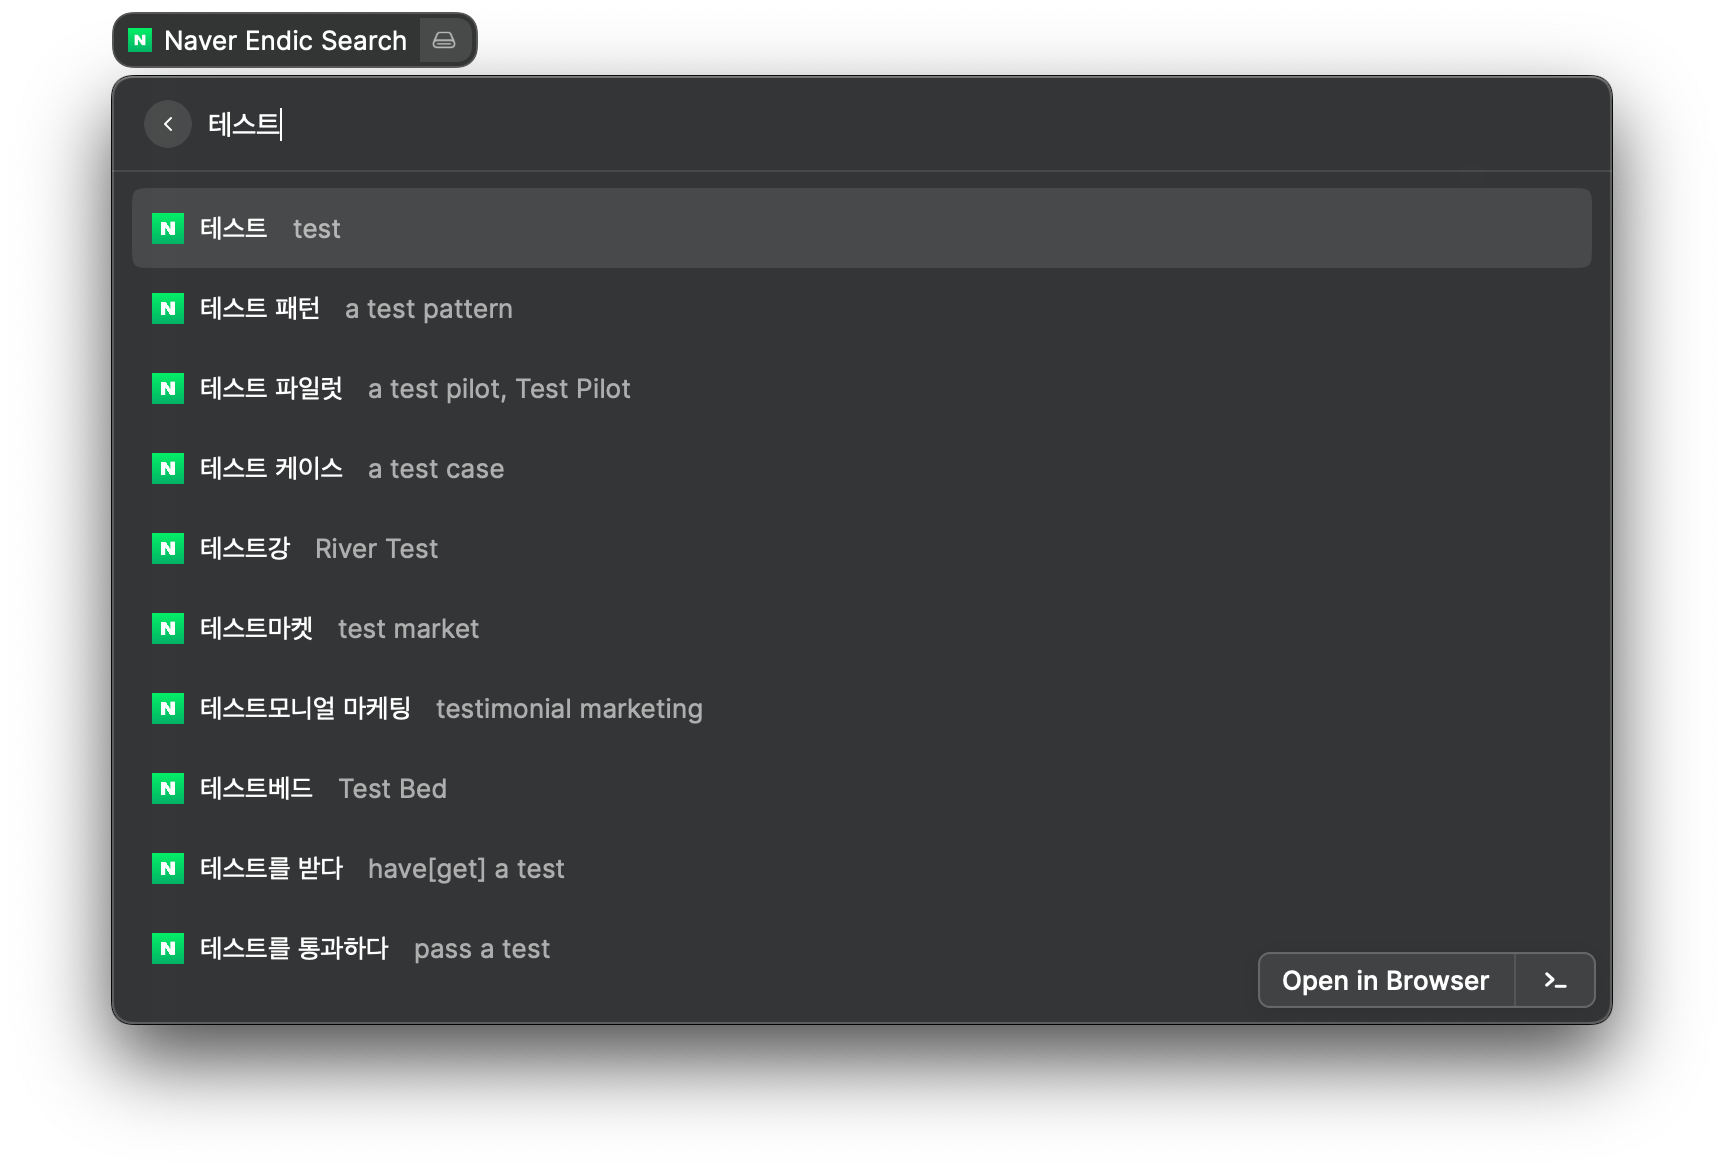 N Naver Endic Search
테스트
N 테스트 test
N 테스트 패턴 a test pattern
N 테스트 파일럿 a test pilot, Test Pilot
N 테스트 케이스 a test case
N 테스트강 River Test
N 테스트마켓 test market
N 테스트모니얼 마케팅 testimonial marketing
N 테스트베드 Test Bed
N 테스트를 받다 have[get] a test
N 테스트를 통과하다 pass a test
Open in Browser >_